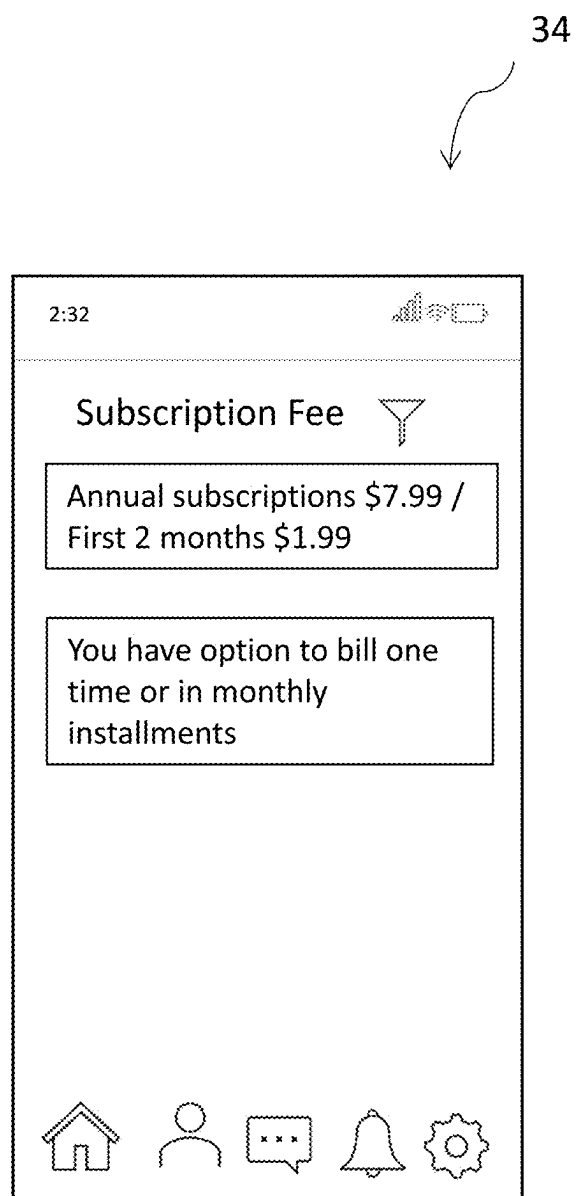 34
2:32
Subscription Fee
Annual subscriptions $7.99 /
First 2 months $1.99
You have option to bill one
time or in monthly
installments